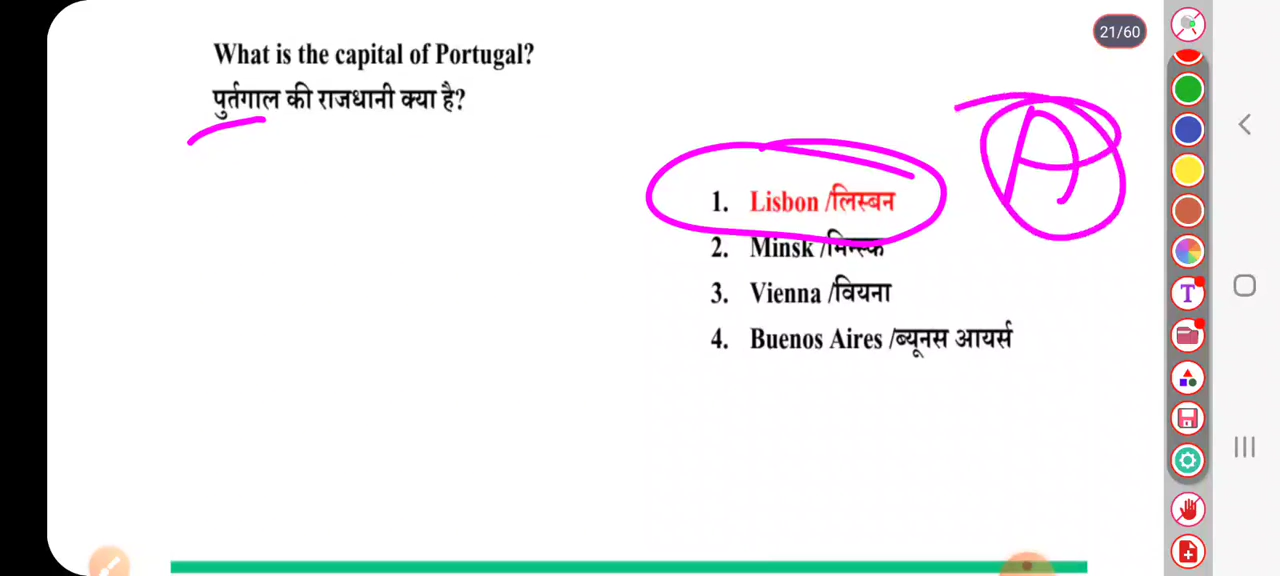 What is the capital of Portugal?
पुर्तगाल की राजधानी क्या है?
21/60
A
1. Lisbon /लिस्बन
2. Minsk /मिन्स्क
3. Vienna /वियना
4. Buenos Aires /ब्यूनस आयर्स
T